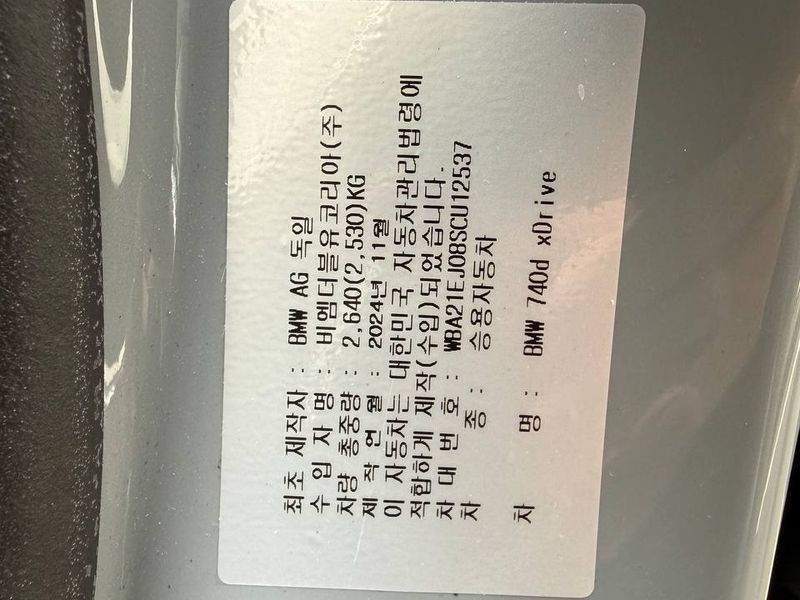 최초 제작자 : BMW AG 독일
수 입 자 명 : 비엠더블유코리아(주)
차량 총중량 : 2,640(2,530)KG
제 작 연 월 : 2024년 11월
이 자동차는 대한민국 자동차관리법령에
적합하게 제작(수입)되었습니다.
차 대 번 호 : WBA21EJ08SCU12537
차 종 : 승용자동차
차 명 : BMW 740d xDrive